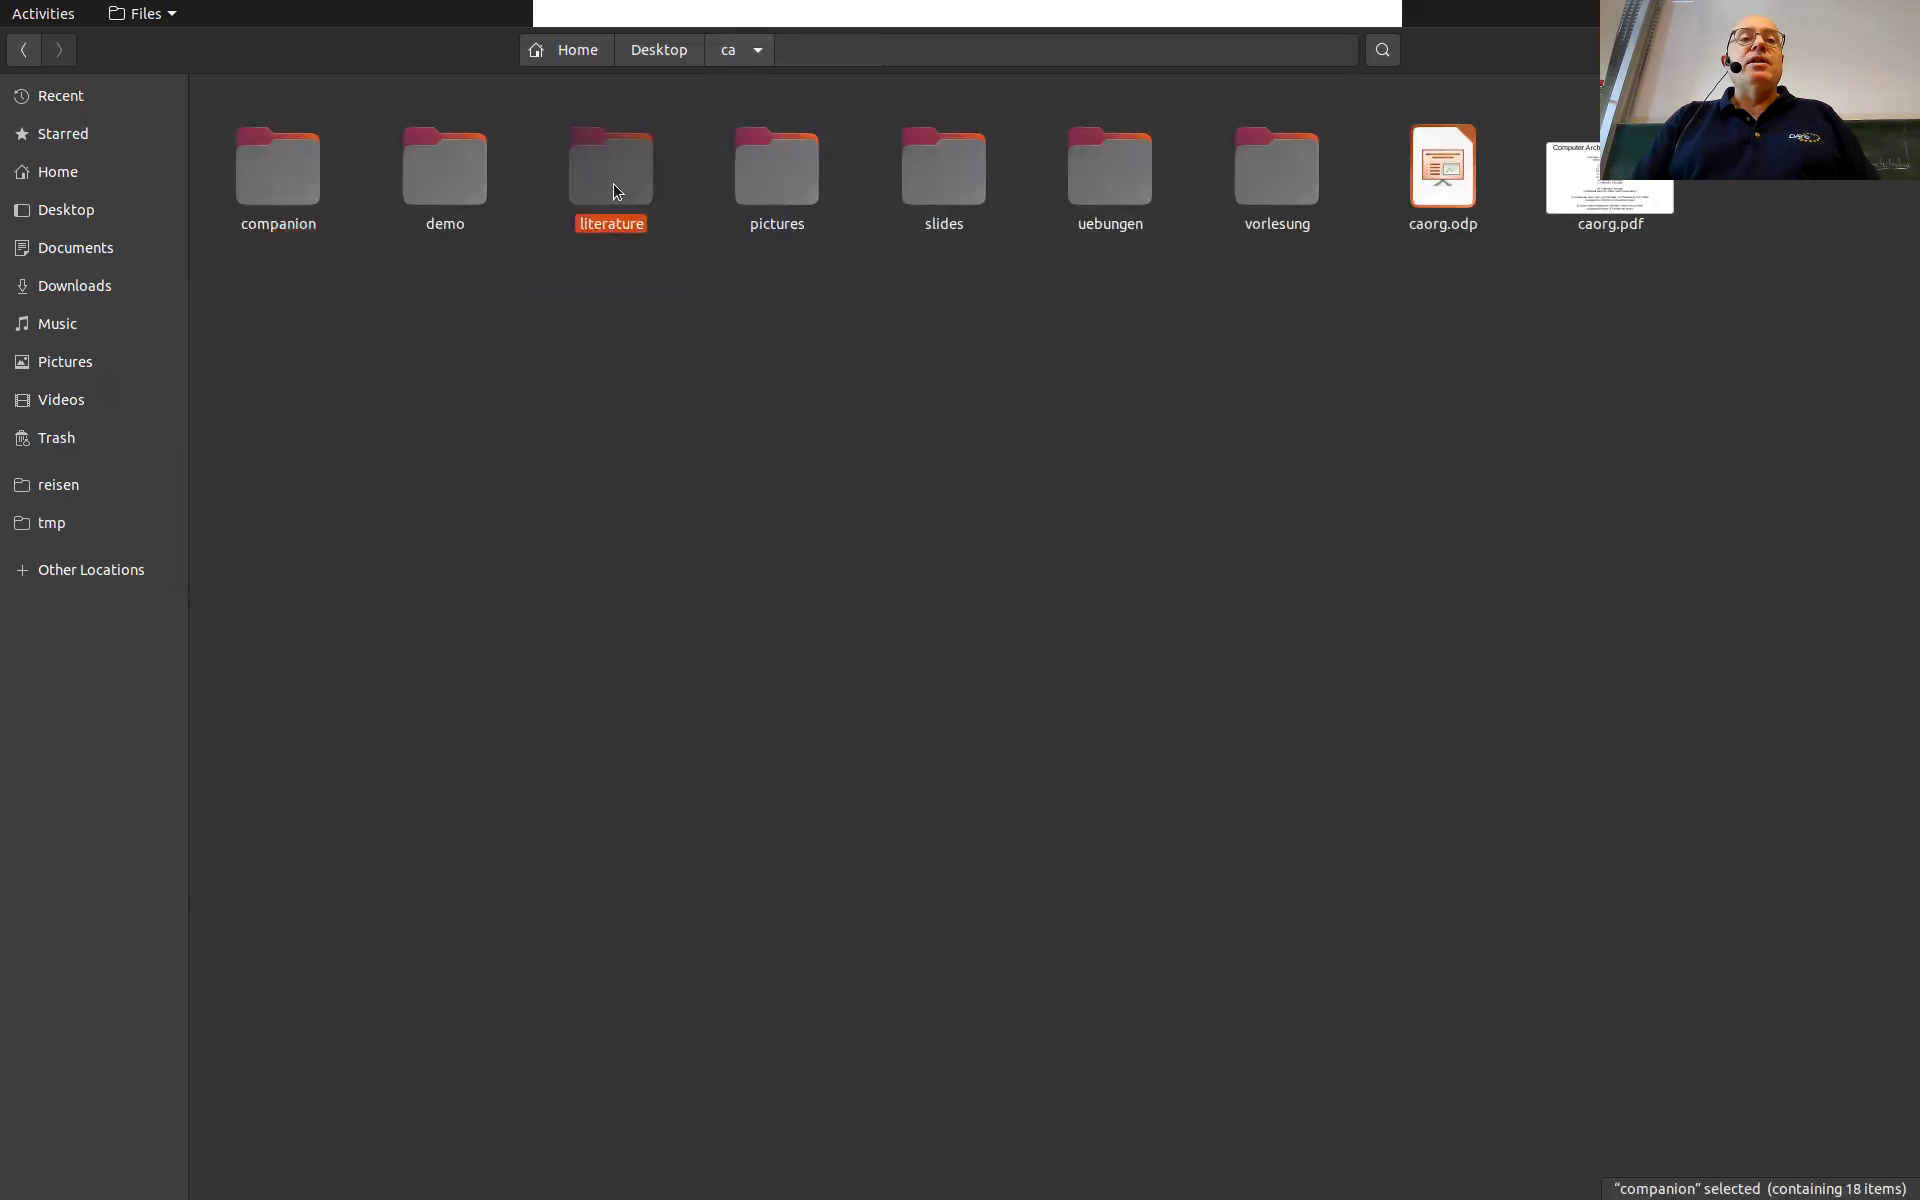 Activities
Files
Home
Desktop
ca
Recent
Starred
Home
Desktop
Documents
Downloads
Music
Pictures
Videos
Trash
reisen
tmp
Other Locations
companion
demo
literature
pictures
slides
uebungen
vorlesung
caorg.odp
Computer Arch
caorg.pdf
"companion" selected (containing 18 items)